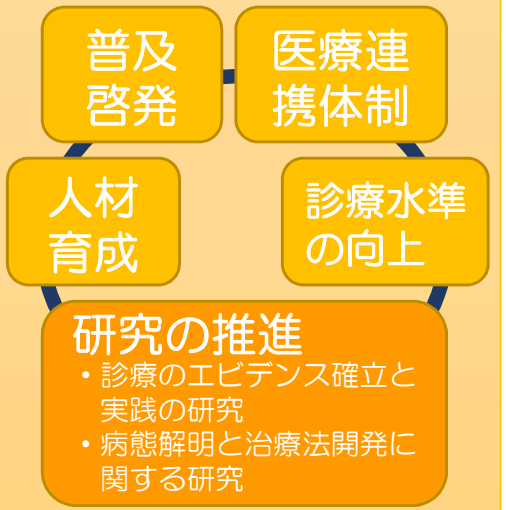 普及
啓発
医療連
携体制
人材
育成
診療水準
の向上
研究の推進
・診療のエビデンス確立と
実践の研究
・病態解明と治療法開発に
関する研究